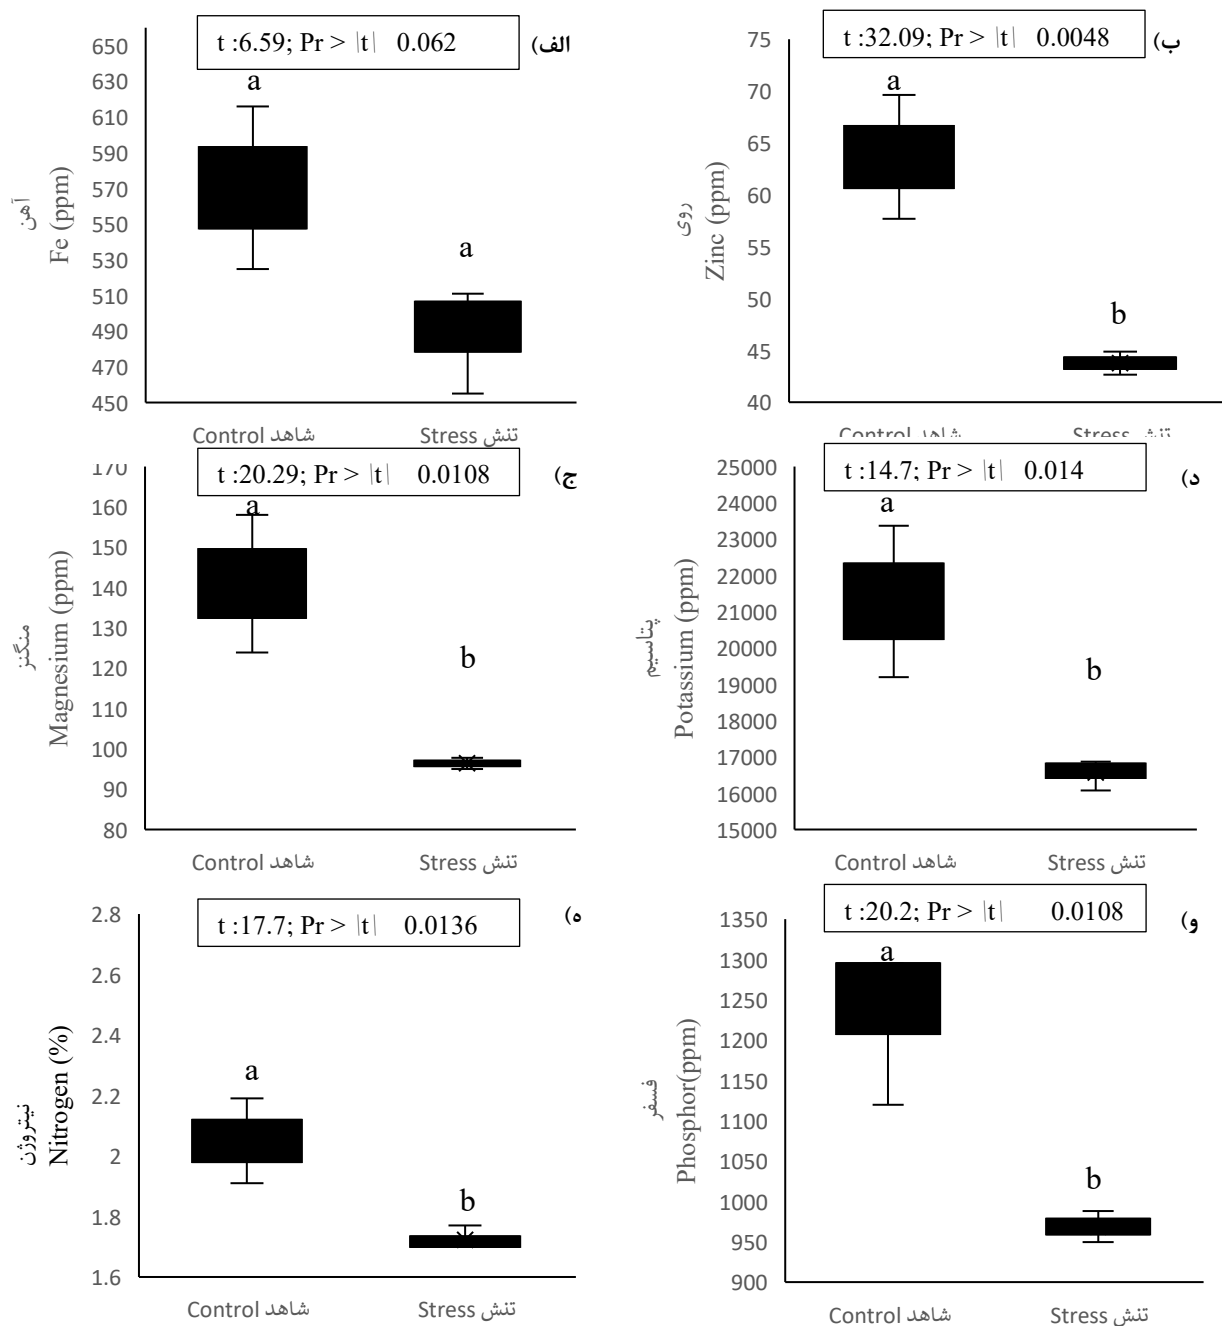 t :6.59; Pr > |t| 0.062
الف)
650
630
610
590
570
550
530
510
490
470
450
آهن
Fe (ppm)
a
a
Control شاهد
Stress تنش
t :32.09; Pr > |t| 0.0048
ب)
75
70
65
60
55
50
45
40
روی
Zinc (ppm)
a
b
Control شاهد
Stress تنش
t :20.29; Pr > |t| 0.0108
ج)
170
160
150
140
130
120
110
100
90
80
منگنز
Magnesium (ppm)
a
b
Control شاهد
Stress تنش
t :14.7; Pr > |t| 0.014
د)
25000
24000
23000
22000
21000
20000
19000
18000
17000
16000
15000
پتاسیم
Potassium (ppm)
a
b
t :17.7; Pr > |t| 0.0136
ه)
2.8
2.6
2.4
2.2
2
1.8
1.6
نیتروژن
Nitrogen (%)
a
b
Control شاهد
Stress تنش
Control شاهد
Stress تنش
t :20.2; Pr > |t| 0.0108
و)
1350
1300
1250
1200
1150
1100
1050
1000
950
900
فسفر
Phosphor(ppm)
a
b
Control شاهد
Stress تنش